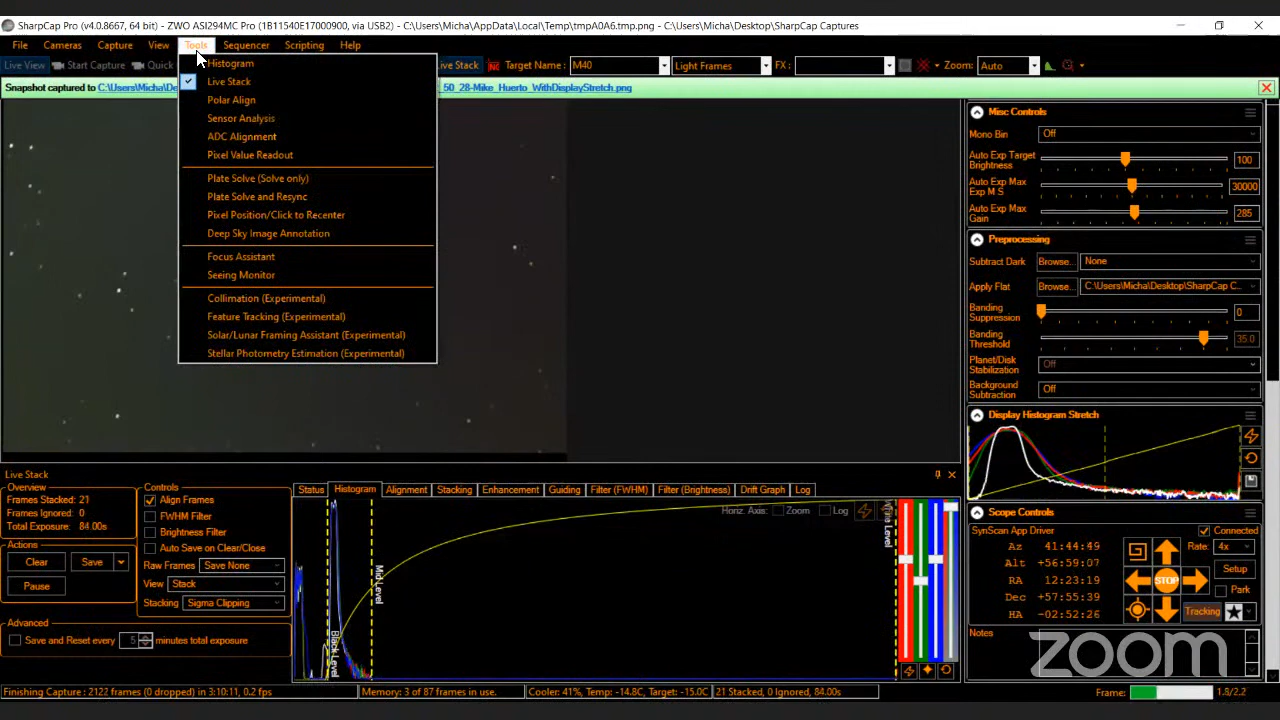 SharpCap Pro (v4.0.8667, 64 bit) - ZWO ASI294MC Pro (1B11540E17000900, via USB2) - C:\Users\Micha\AppData\Local\Temp\tmpA0A6.tmp.png - C:\Users\Micha\Desktop\SharpCap Captures
File Cameras Capture View Tools Sequencer Scripting Help
Live View Start Capture Quick Live Stack Target Name: M40 Light Frames FX: Zoom: Auto
Snapshot captured to C:\Users\Micha\De _50_28-Mike_Huerto_WithDisplayStretch.png
Histogram
Live Stack
Polar Align
Sensor Analysis
ADC Alignment
Pixel Value Readout
Plate Solve (Solve only)
Plate Solve and Resync
Pixel Position/Click to Recenter
Deep Sky Image Annotation
Focus Assistant
Seeing Monitor
Collimation (Experimental)
Feature Tracking (Experimental)
Solar/Lunar Framing Assistant (Experimental)
Stellar Photometry Estimation (Experimental)
Misc Controls
Mono Bin Off
Auto Exp Target Brightness 100
Auto Exp Max Exp M S 30000
Auto Exp Max Gain 285
Preprocessing
Subtract Dark Browse... None
Apply Flat Browse... C:\Users\Micha\Desktop\SharpCap C...
Banding Suppression 0
Banding Threshold 35.0
Planet/Disk Stabilization Off
Background Subtraction Off
Display Histogram Stretch
Scope Controls
SynScan App Driver Connected
Az 41:44:49 Rate: 4x
Alt +56:59:07 Setup
RA 12:23:19 STOP Park
Dec +57:55:39
HA -02:52:26 Tracking
Notes
Live Stack
Overview
Frames Stacked: 21
Frames Ignored: 0
Total Exposure: 84.00s
Actions
Clear Save
Pause
Controls
Align Frames
FWHM Filter
Brightness Filter
Auto Save on Clear/Close
Raw Frames Save None
View Stack
Stacking Sigma Clipping
Advanced
Save and Reset every 5 minutes total exposure
Status Histogram Alignment Stacking Enhancement Guiding Filter (FWHM) Filter (Brightness) Drift Graph Log
Horiz. Axis: Zoom Log
Black Level
Mid Level
White Level
zoom
Finishing Capture : 2122 frames (0 dropped) in 3:10:11, 0.2 fps Memory: 3 of 87 frames in use. Cooler: 41%, Temp: -14.8C, Target: -15.0C 21 Stacked, 0 Ignored, 84.00s Frame: 1.8/2.2